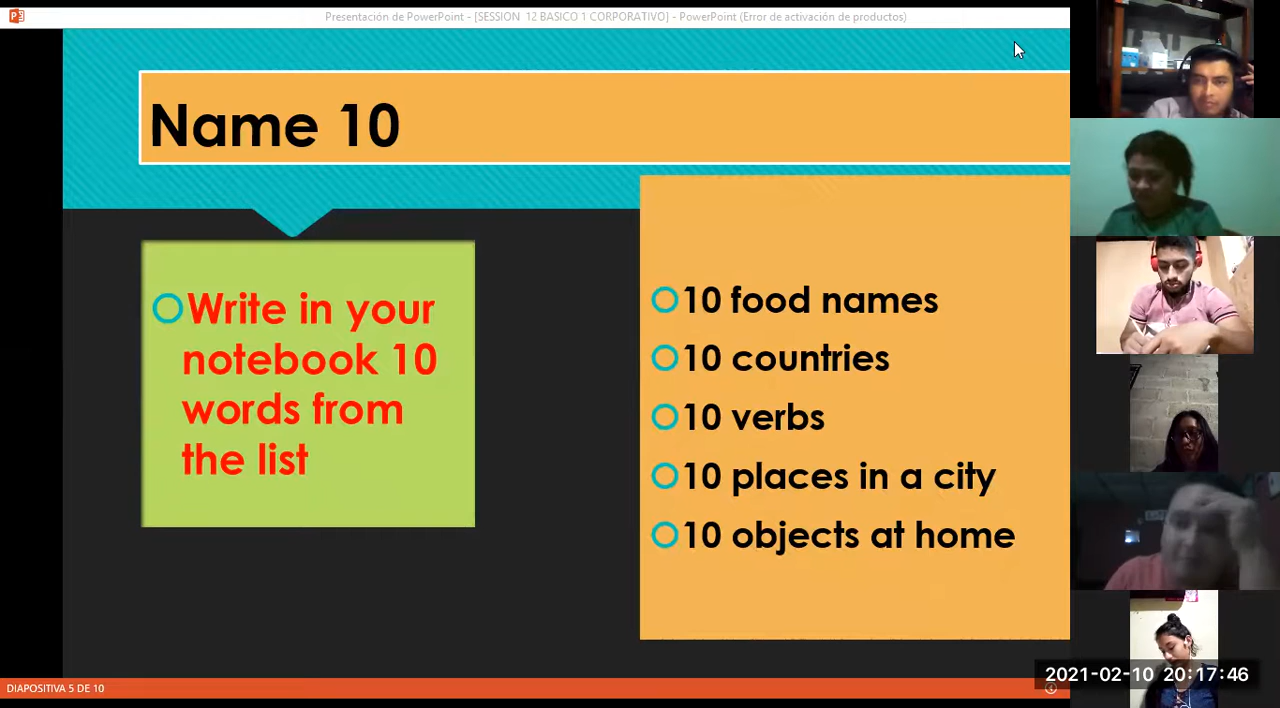 Presentación de PowerPoint - [SESSION 12 BASICO 1 CORPORATIVO] - PowerPoint (Error de activación de productos)
Name 10
Write in your
notebook 10
words from
the list
10 food names
10 countries
10 verbs
10 places in a city
10 objects at home
2021-02-10 20:17:46
DIAPOSITIVA 5 DE 10